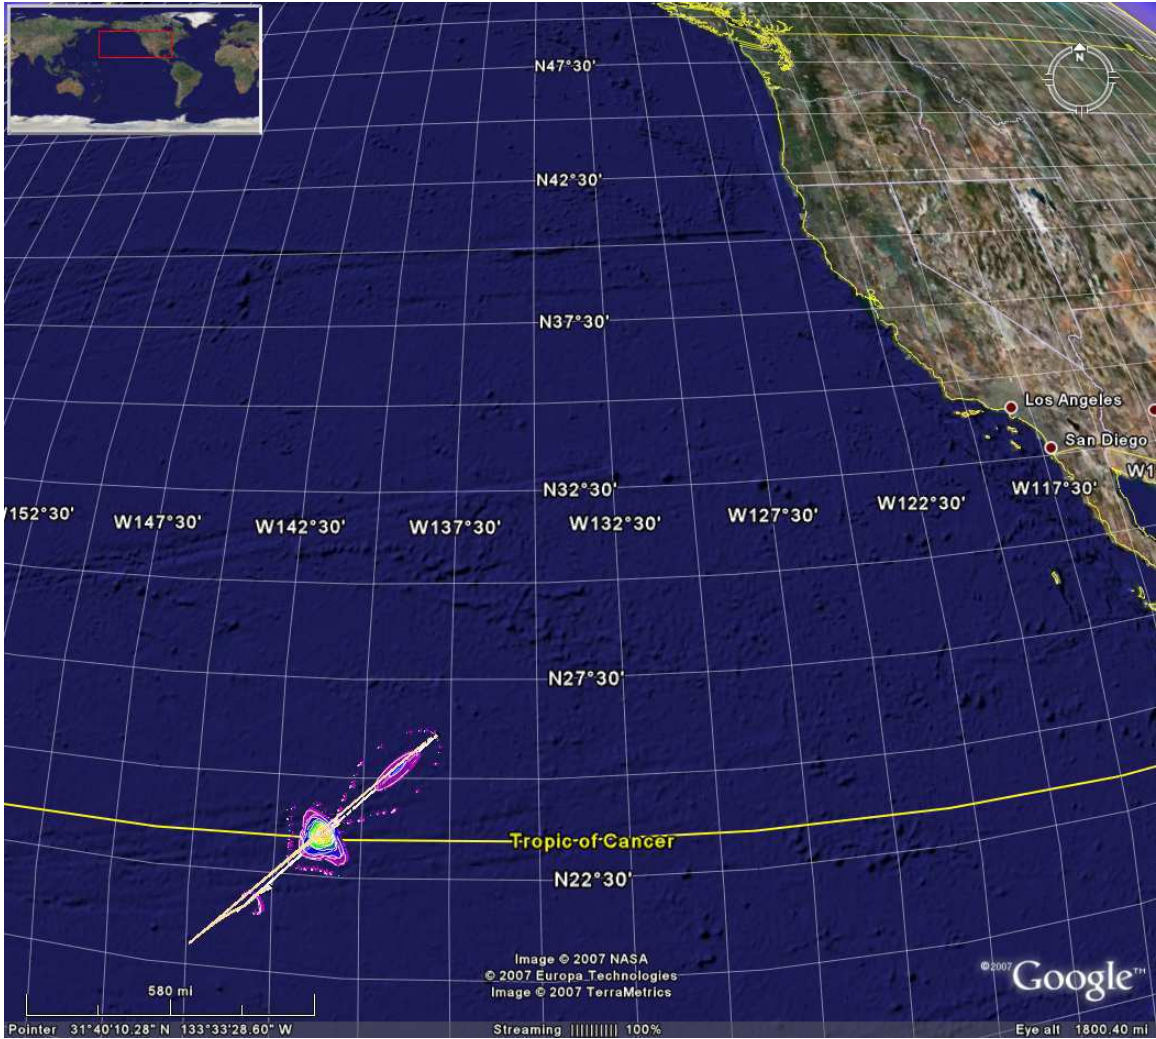 N47°30'
N
N42°30'
N37°30'
Los Angeles
San Diego
W1
N32°30'
W152°30'
W147°30'
W142°30'
W137°30'
W132°30'
W127°30'
W122°30'
W117°30'
N27°30'
Tropic of Cancer
N22°30'
Image © 2007 NASA
© 2007 Europa Technologies
Image © 2007 TerraMetrics
©2007 Google™
580 mi
Pointer 31°40'10.28" N 133°33'28.60" W
Streaming |||||||||| 100%
Eye alt 1800.40 mi